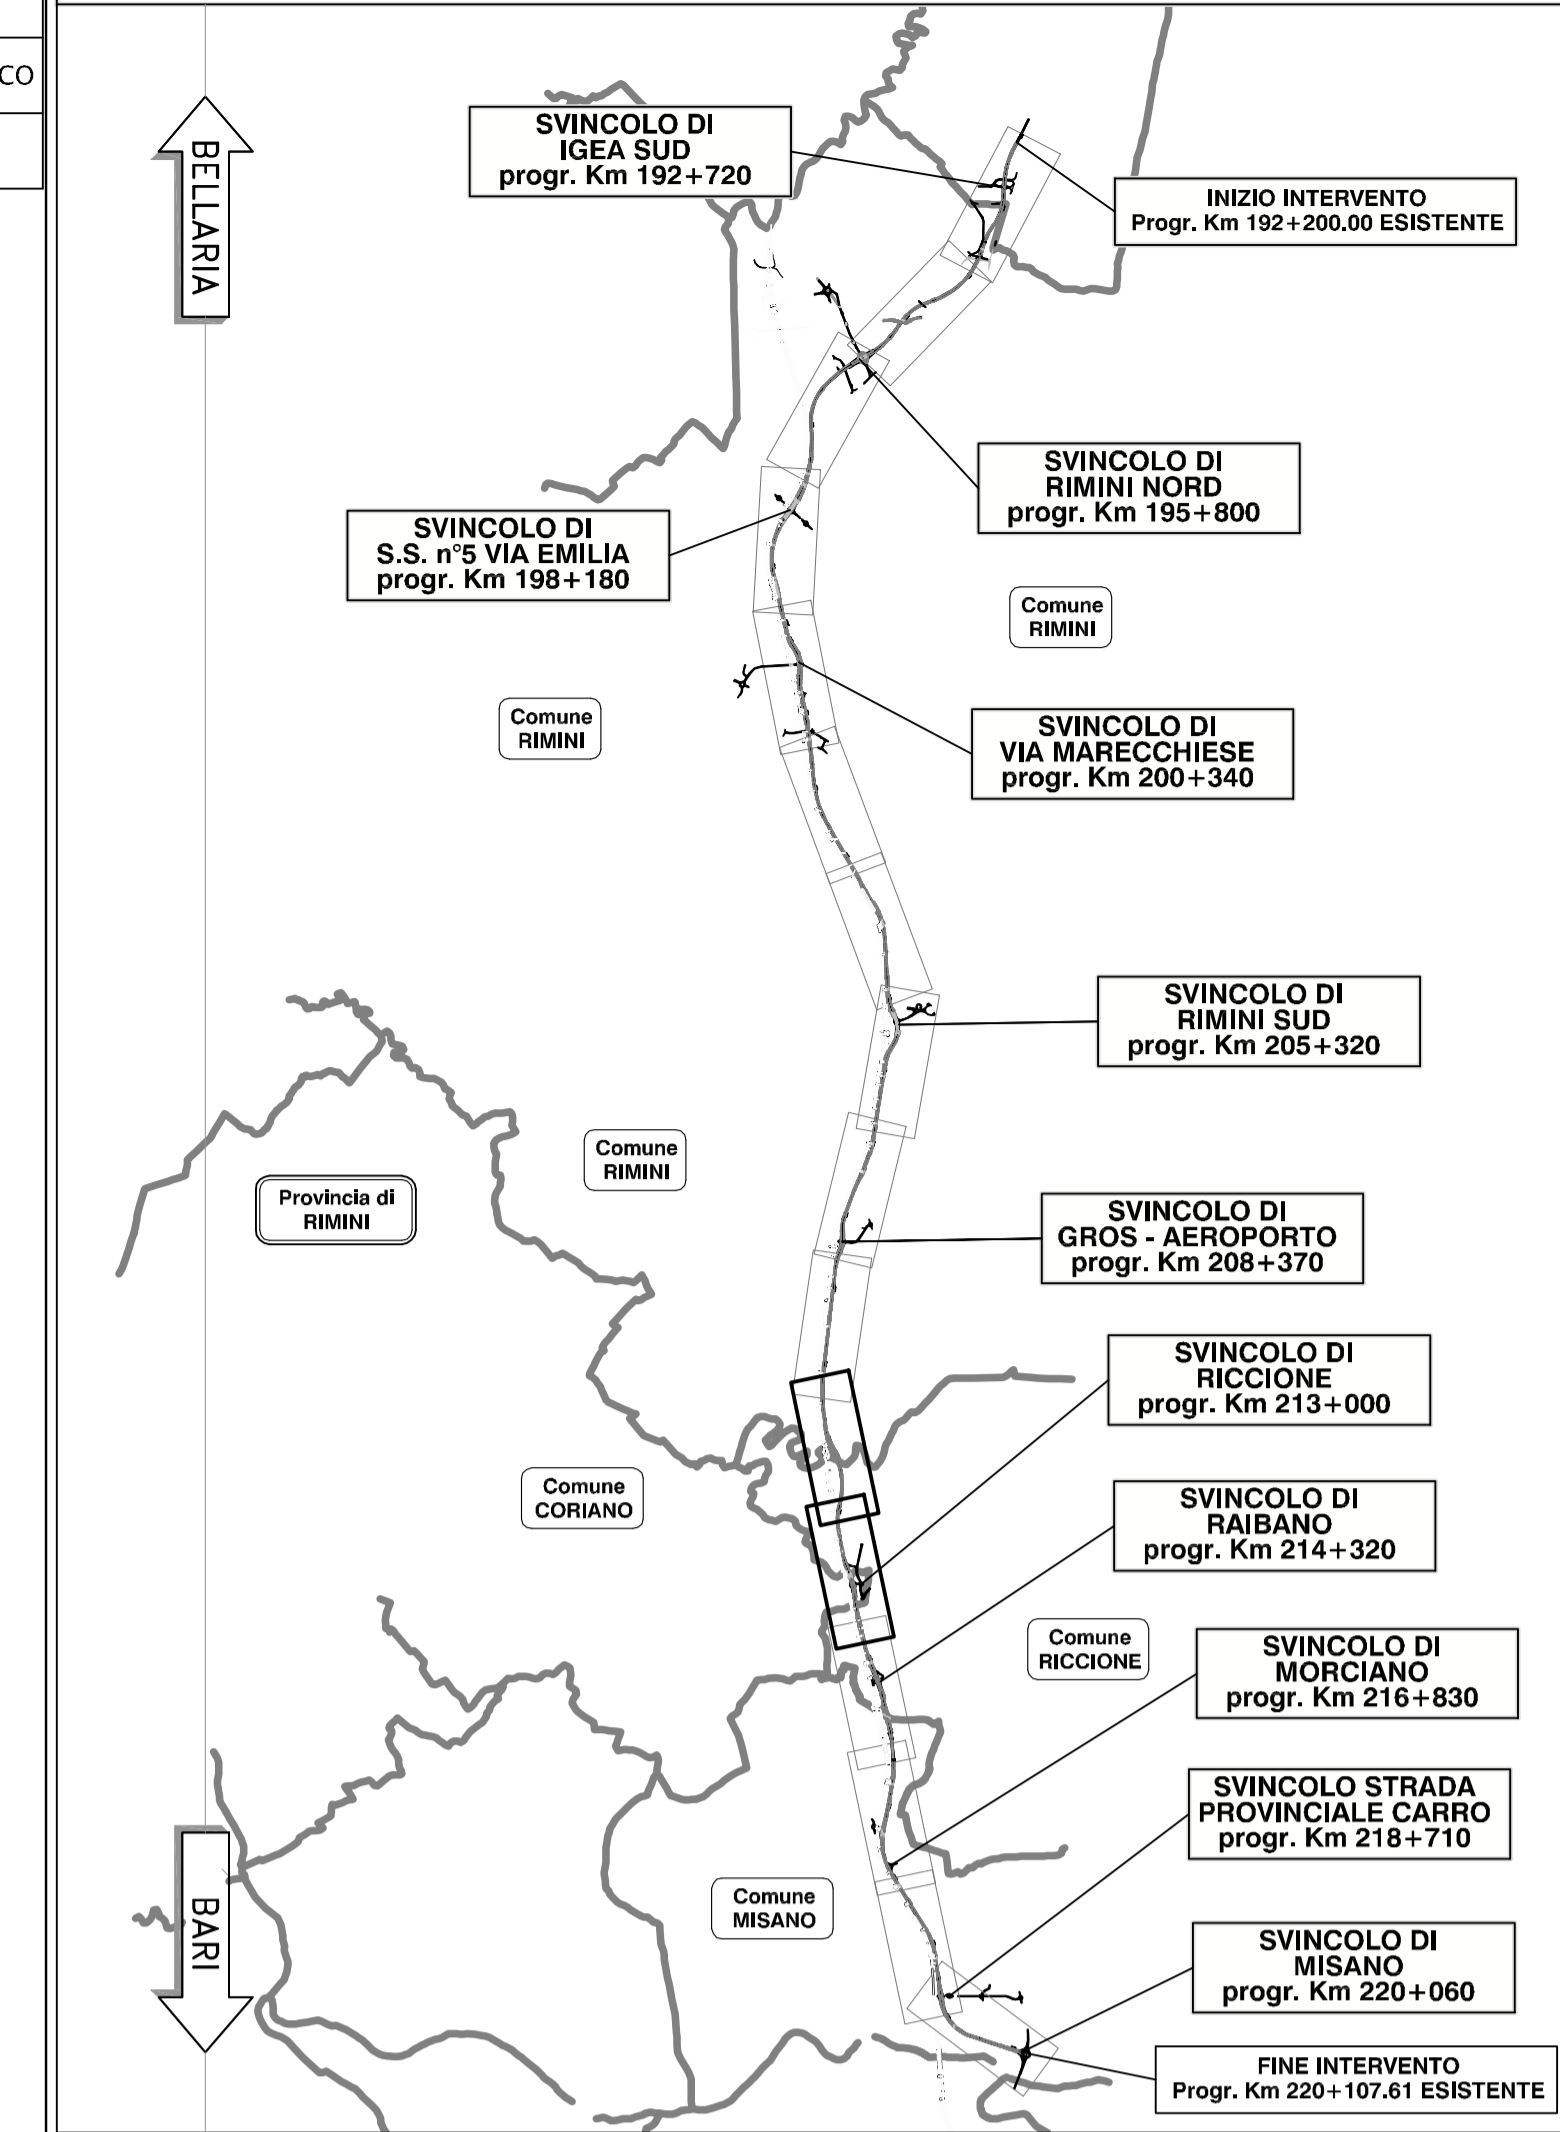 CO
BELLARIA
SVINCOLO DI
IGEA SUD
progr. Km 192+720
INIZIO INTERVENTO
Progr. Km 192+200.00 ESISTENTE
SVINCOLO DI
RIMINI NORD
progr. Km 195+800
SVINCOLO DI
S.S. n°5 VIA EMILIA
progr. Km 198+180
Comune
RIMINI
Comune
RIMINI
SVINCOLO DI
VIA MARECCHIESE
progr. Km 200+340
SVINCOLO DI
RIMINI SUD
progr. Km 205+320
Comune
RIMINI
Provincia di
RIMINI
SVINCOLO DI
GROS - AEROPORTO
progr. Km 208+370
SVINCOLO DI
RICCIONE
progr. Km 213+000
Comune
CORIANO
SVINCOLO DI
RAIBANO
progr. Km 214+320
Comune
RICCIONE
SVINCOLO DI
MORCIANO
progr. Km 216+830
SVINCOLO STRADA
PROVINCIALE CARRO
progr. Km 218+710
Comune
MISANO
BARI
SVINCOLO DI
MISANO
progr. Km 220+060
FINE INTERVENTO
Progr. Km 220+107.61 ESISTENTE